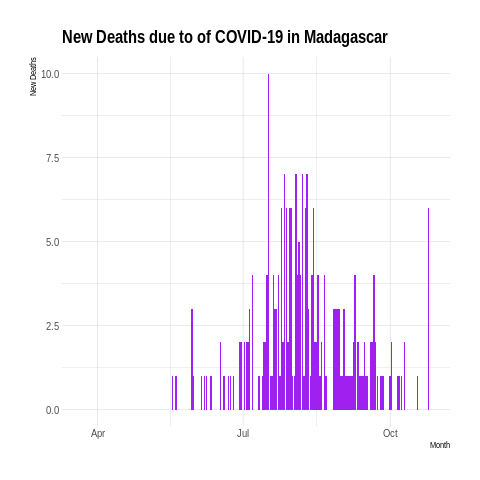 New Deaths due to of COVID-19 in Madagascar
New Deaths
10.0
7.5
5.0
2.5
0.0
Apr
Jul
Oct
Month